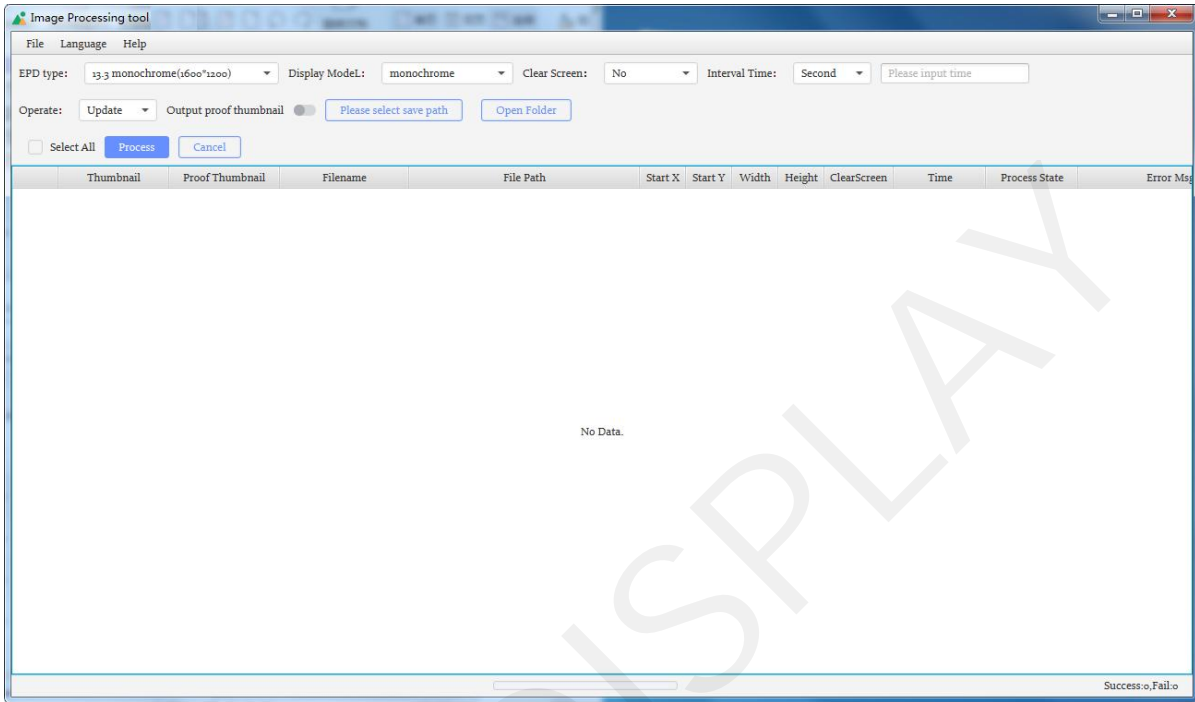 Image Processing tool
File Language Help
EPD type: 13.3 monochrome(1600*1200) Display ModeL: monochrome Clear Screen: No Interval Time: Second Please input time
Operate: Update Output proof thumbnail Please select save path Open Folder
Select All Process Cancel
Thumbnail Proof Thumbnail Filename File Path Start X Start Y Width Height ClearScreen Time Process State Error Msg
No Data.
DISPLAY
Success:0,Fail:0